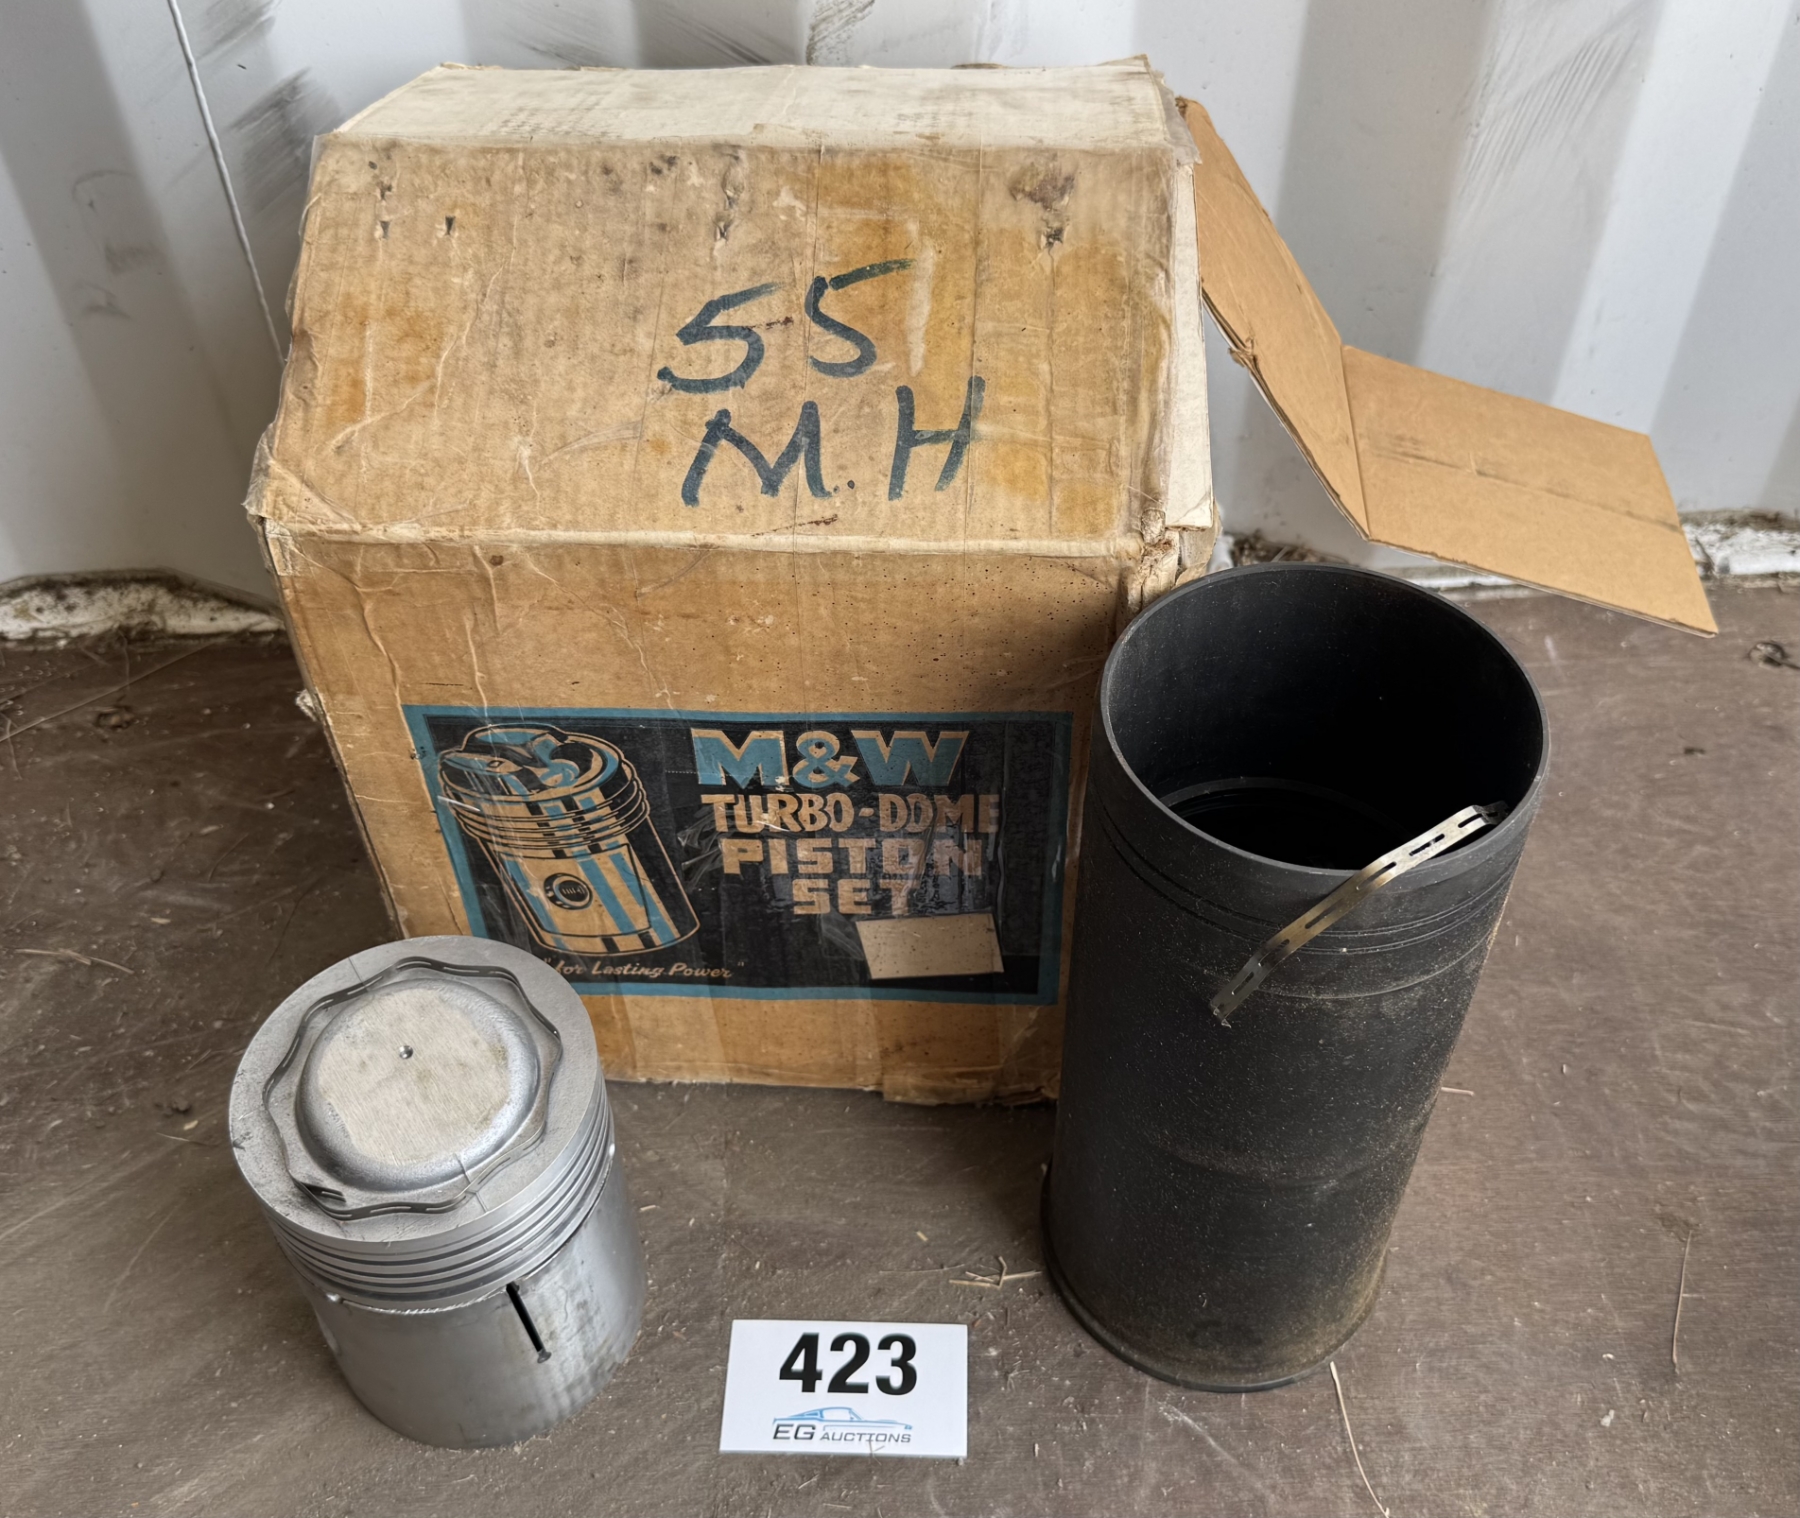 55
M.H
M&W
TURBO-DOME
PISTON
SET
"for Lasting Power"
423
EG AUCTIONS